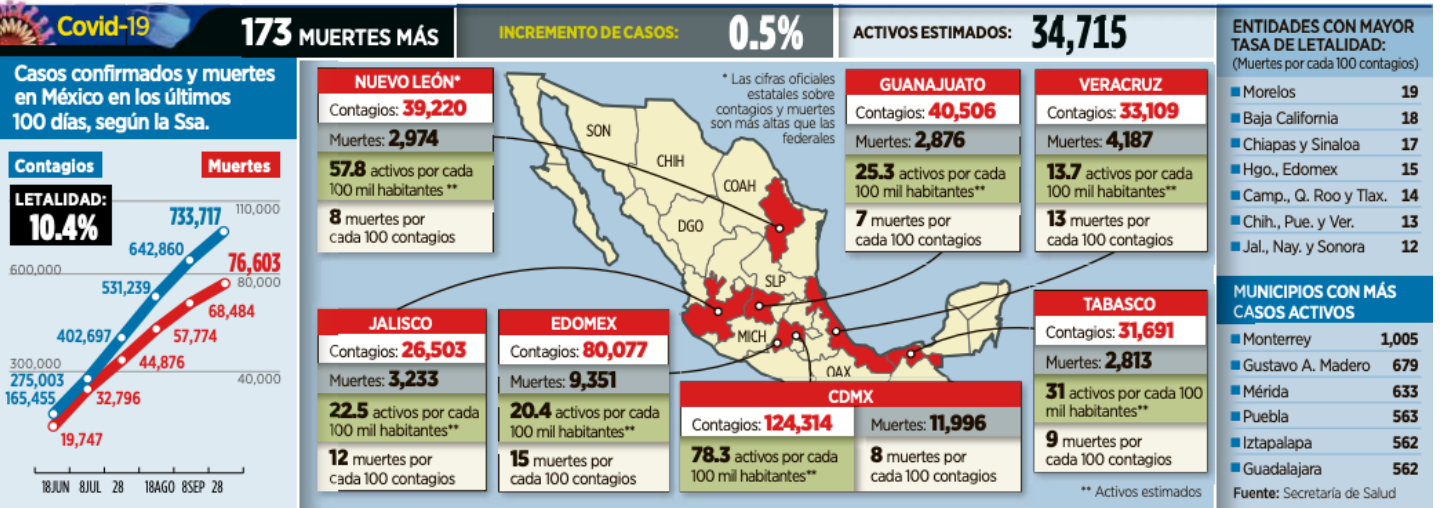 Covid-19
173 MUERTES MÁS
INCREMENTO DE CASOS: 0.5%
ACTIVOS ESTIMADOS: 34,715
Casos confirmados y muertes
en México en los últimos
100 días, según la Ssa.
Contagios
Muertes
LETALIDAD:
10.4%
733,717
110,000
642,860
76,603
600,000
80,000
531,239
68,484
402,697
57,774
300,000
44,876
275,003
40,000
165,455
32,796
19,747
18JUN 8JUL 28 18AGO 8SEP 28
NUEVO LEÓN*
Contagios: 39,220
Muertes: 2,974
57.8 activos por cada
100 mil habitantes **
8 muertes por
cada 100 contagios
* Las cifras oficiales
estatales sobre
contagios y muertes
son más altas que las
federales
GUANAJUATO
Contagios: 40,506
Muertes: 2,876
25.3 activos por cada
100 mil habitantes**
7 muertes por
cada 100 contagios
VERACRUZ
Contagios: 33,109
Muertes: 4,187
13.7 activos por cada
100 mil habitantes**
13 muertes por
cada 100 contagios
SON
CHIH
COAH
DGO
SLP
MICH
OAX
JALISCO
Contagios: 26,503
Muertes: 3,233
22.5 activos por cada
100 mil habitantes**
12 muertes por
cada 100 contagios
EDOMEX
Contagios: 80,077
Muertes: 9,351
20.4 activos por cada
100 mil habitantes**
15 muertes por
cada 100 contagios
CDMX
Contagios: 124,314
Muertes: 11,996
78.3 activos por cada
100 mil habitantes**
8 muertes por
cada 100 contagios
TABASCO
Contagios: 31,691
Muertes: 2,813
31 activos por cada 100
mil habitantes**
9 muertes por
cada 100 contagios
** Activos estimados
ENTIDADES CON MAYOR
TASA DE LETALIDAD:
(Muertes por cada 100 contagios)
Morelos 19
Baja California 18
Chiapas y Sinaloa 17
Hgo., Edomex 15
Camp., Q. Roo y Tlax. 14
Chih., Pue. y Ver. 13
Jal., Nay. y Sonora 12
MUNICIPIOS CON MÁS
CASOS ACTIVOS
Monterrey 1,005
Gustavo A. Madero 679
Mérida 633
Puebla 563
Iztapalapa 562
Guadalajara 562
Fuente: Secretaría de Salud